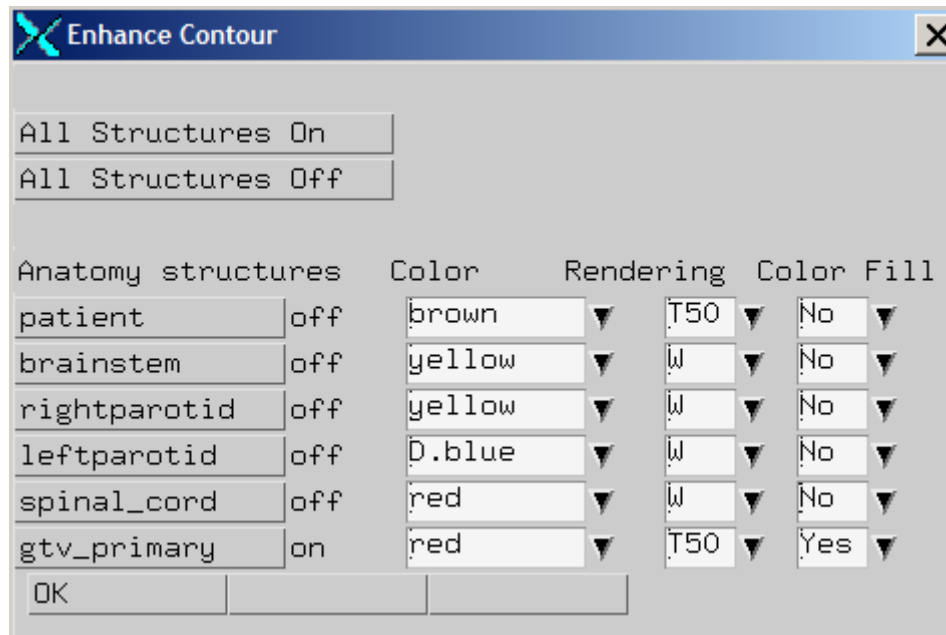 Enhance Contour
All Structures On
All Structures Off
Anatomy structures Color Rendering Color Fill
patient off brown T50 No
brainstem off yellow W No
rightparotid off yellow W No
leftparotid off D.blue W No
spinal_cord off red W No
gtv_primary on red T50 Yes
OK